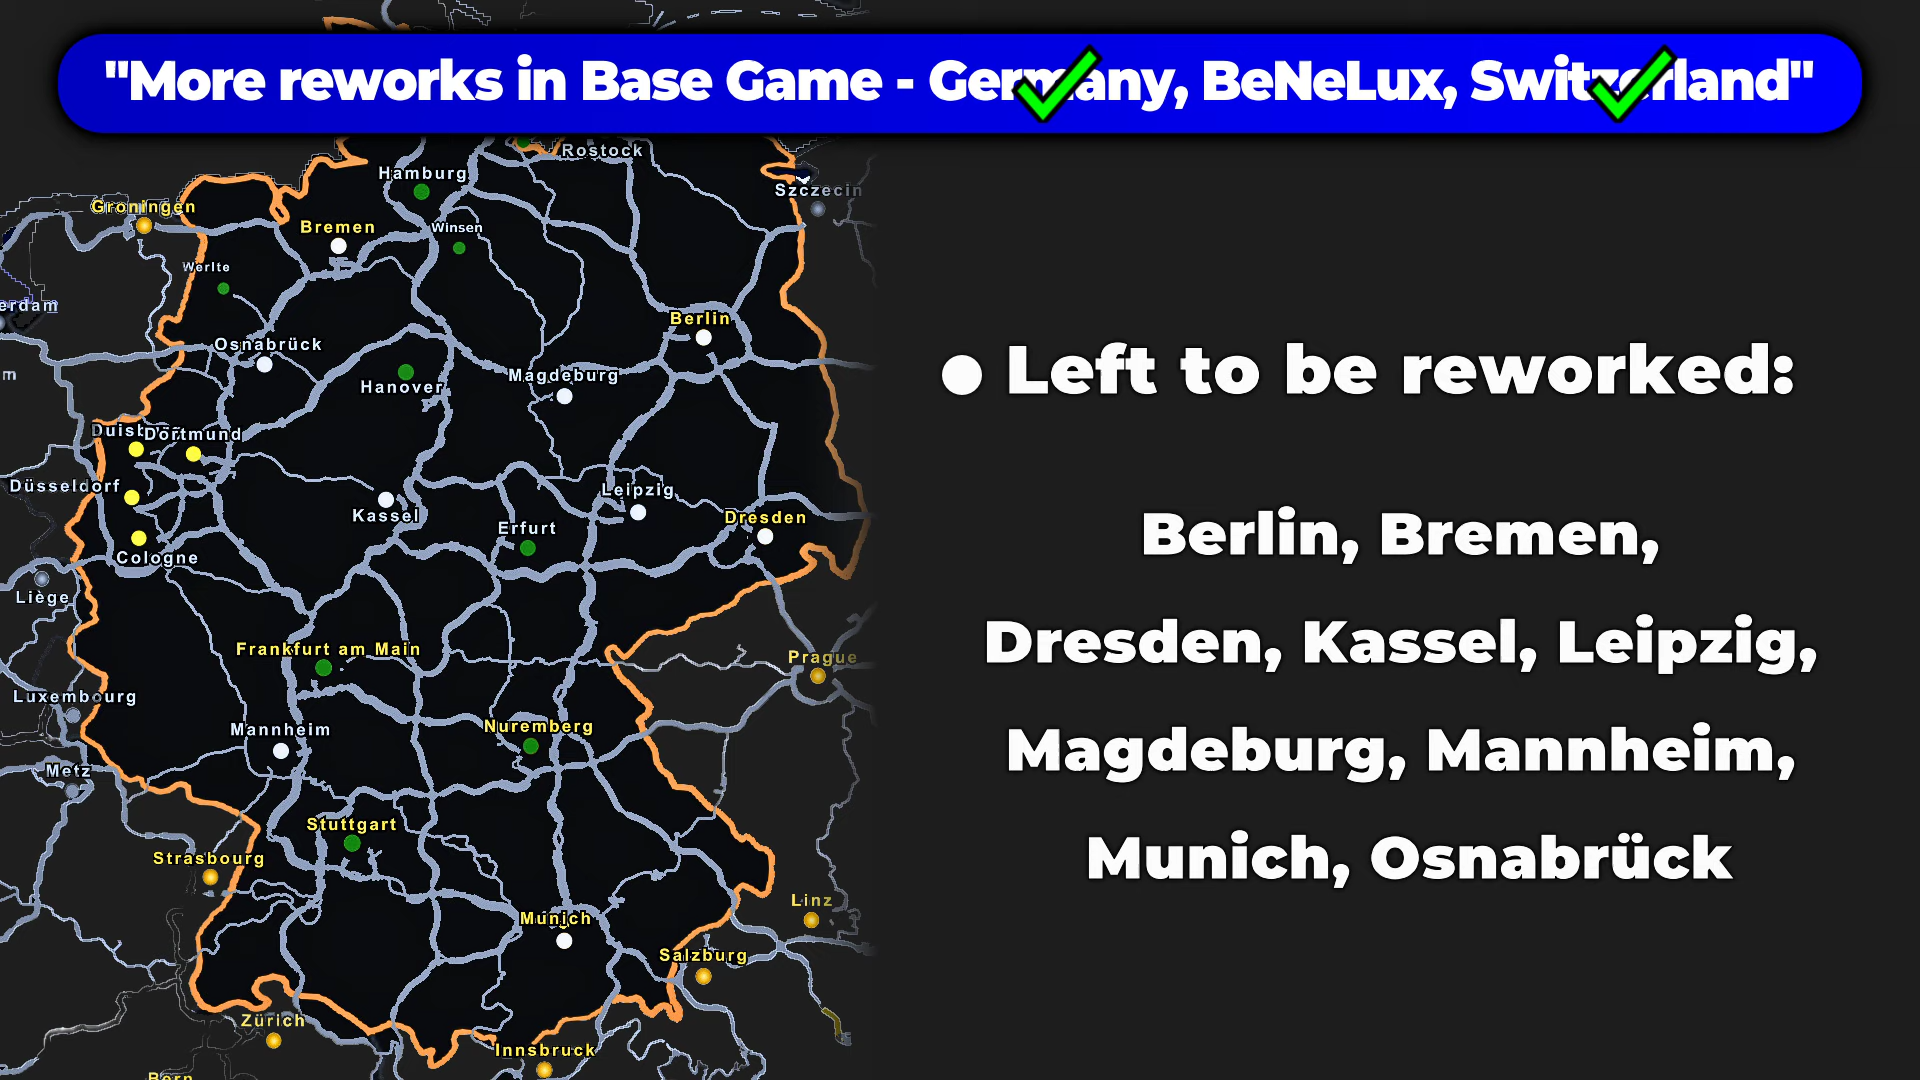 "More reworks in Base Game - Germany, BeNeLux, Switzerland"
Rostock
Hamburg
Szczecin
Groningen
Bremen
Winsen
Werlte
erdam
Berlin
Osnabrück
m
Magdeburg
Hanover
Dortmund
Düsseldorf
Leipzig
Kassel
Dresden
Erfurt
Cologne
Liège
Frankfurt am Main
Prague
Luxembourg
Nuremberg
Mannheim
Metz
Stuttgart
Strasbourg
Linz
Munich
Salzburg
Zürich
Innsbruck
Bern
● Left to be reworked:
Berlin, Bremen,
Dresden, Kassel, Leipzig,
Magdeburg, Mannheim,
Munich, Osnabrück